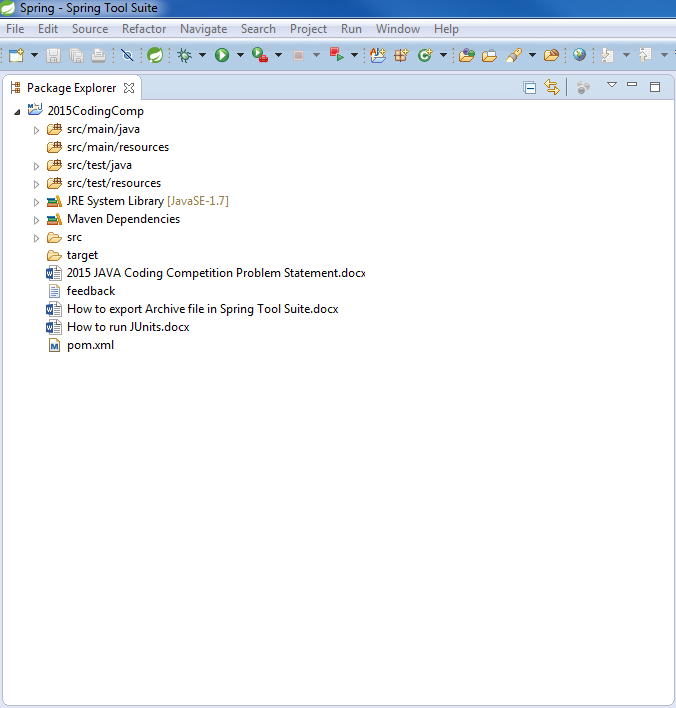 Spring - Spring Tool Suite
File Edit Source Refactor Navigate Search Project Run Window Help
Package Explorer
2015CodingComp
src/main/java
src/main/resources
src/test/java
src/test/resources
JRE System Library [JavaSE-1.7]
Maven Dependencies
src
target
2015 JAVA Coding Competition Problem Statement.docx
feedback
How to export Archive file in Spring Tool Suite.docx
How to run JUnits.docx
pom.xml